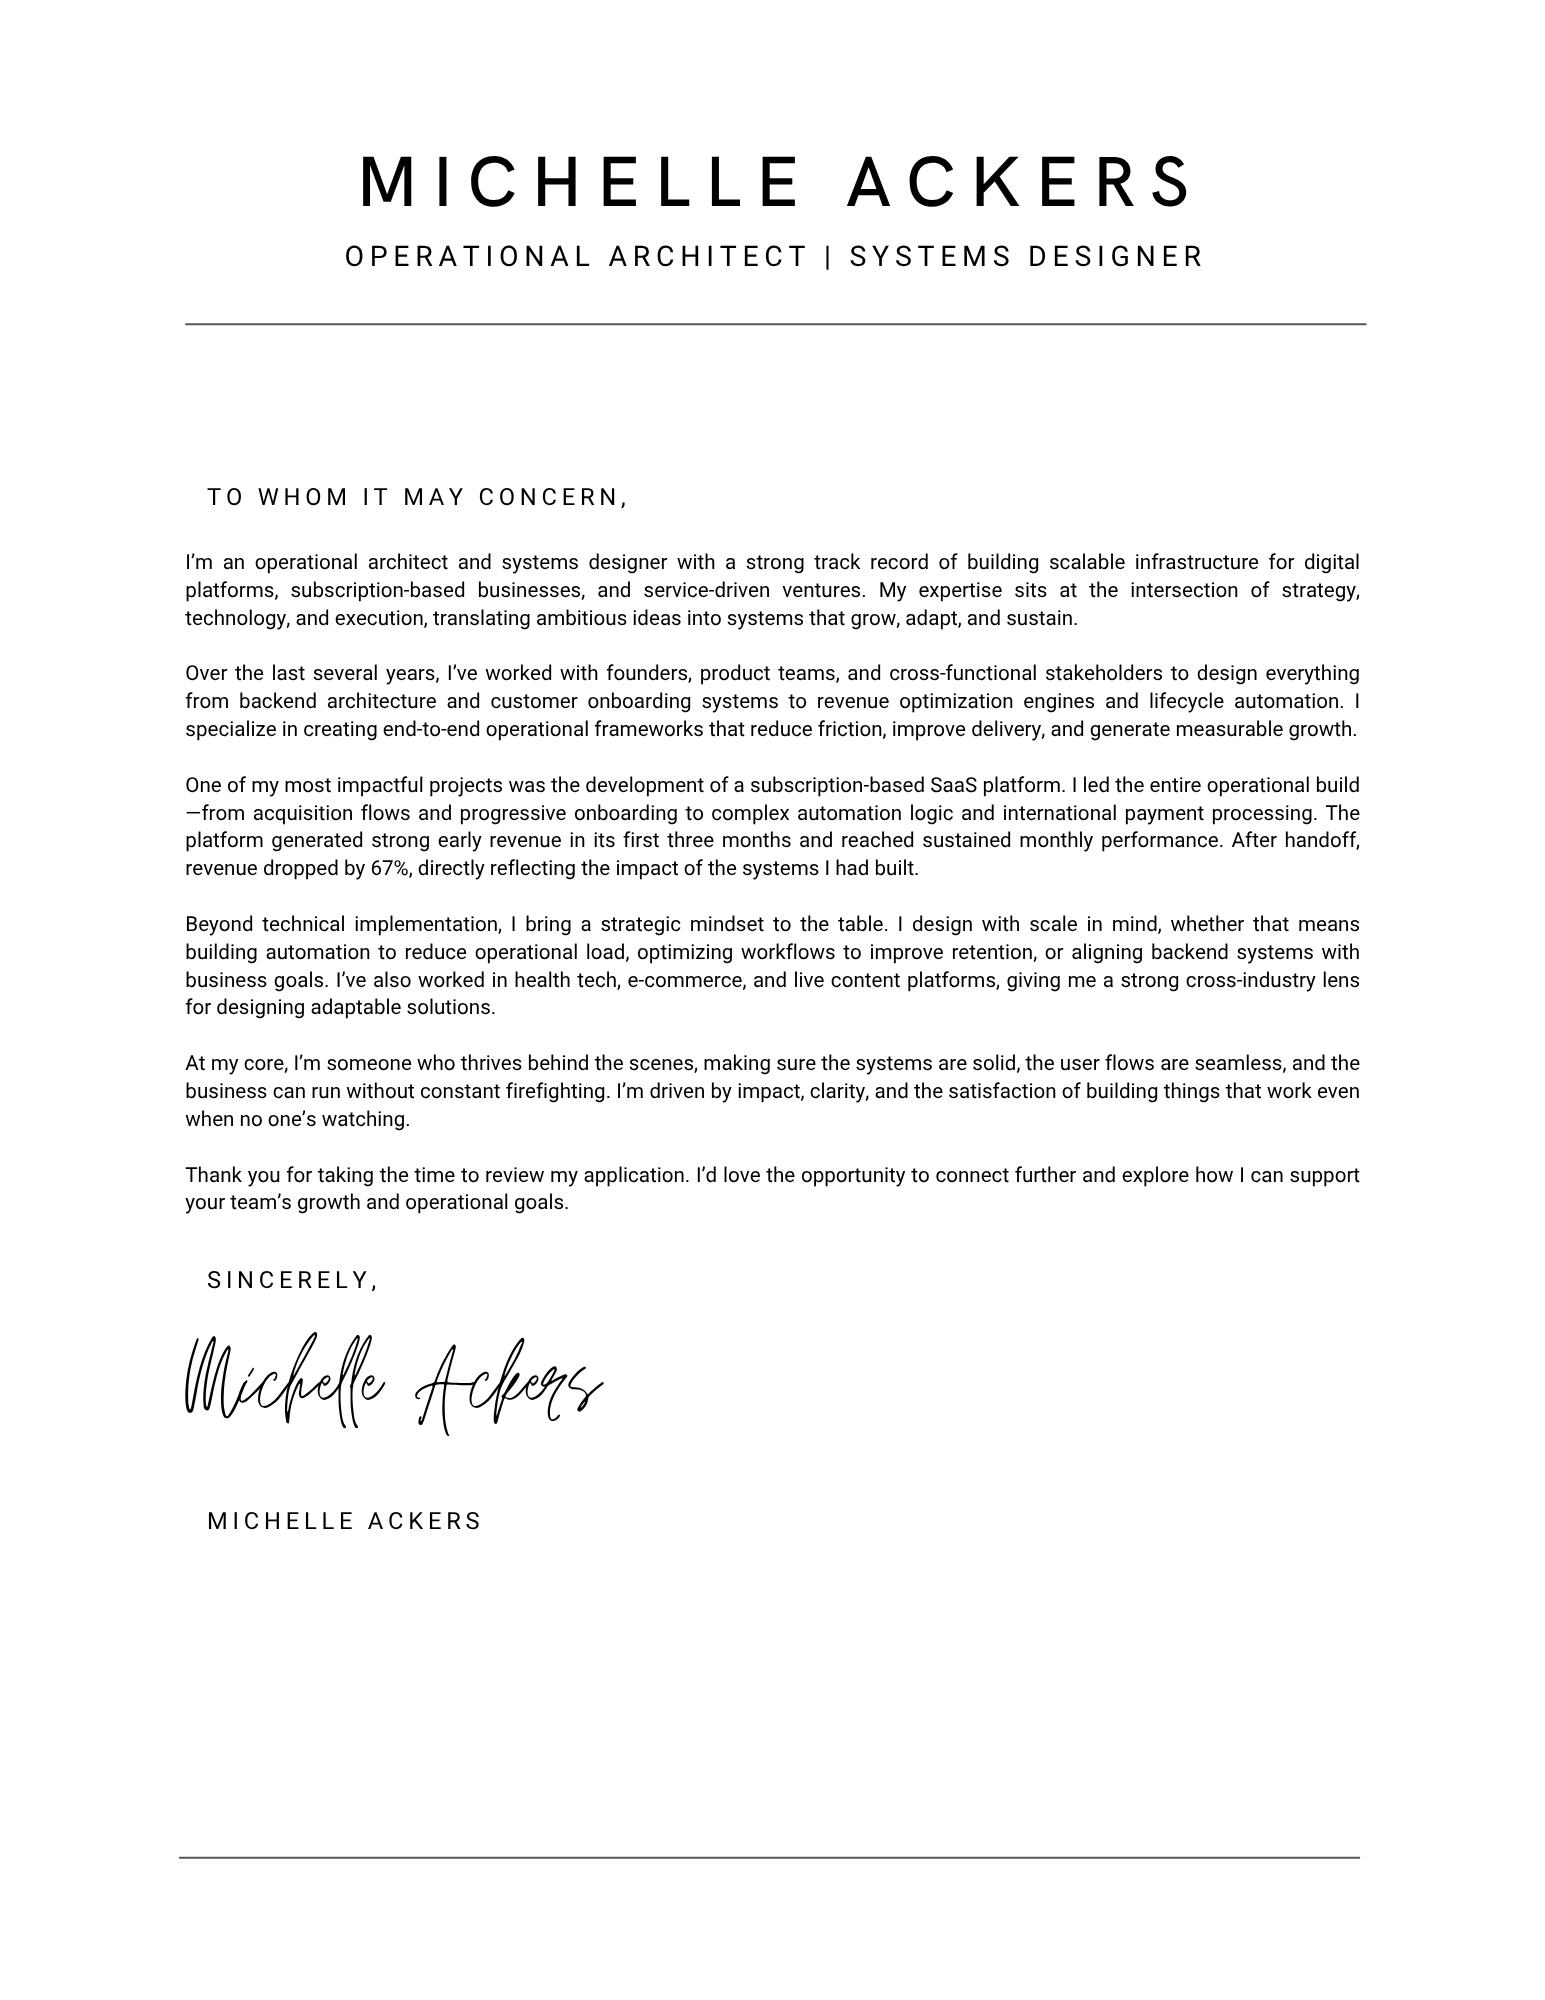 MICHELLE ACKERS
OPERATIONAL ARCHITECT | SYSTEMS DESIGNER
TO WHOM IT MAY CONCERN,
I’m an operational architect and systems designer with a strong track record of building scalable infrastructure for digital
platforms, subscription-based businesses, and service-driven ventures. My expertise sits at the intersection of strategy,
technology, and execution, translating ambitious ideas into systems that grow, adapt, and sustain.
Over the last several years, I’ve worked with founders, product teams, and cross-functional stakeholders to design everything
from backend architecture and customer onboarding systems to revenue optimization engines and lifecycle automation. I
specialize in creating end-to-end operational frameworks that reduce friction, improve delivery, and generate measurable growth.
One of my most impactful projects was the development of a subscription-based SaaS platform. I led the entire operational build
—from acquisition flows and progressive onboarding to complex automation logic and international payment processing. The
platform generated strong early revenue in its first three months and reached sustained monthly performance. After handoff,
revenue dropped by 67%, directly reflecting the impact of the systems I had built.
Beyond technical implementation, I bring a strategic mindset to the table. I design with scale in mind, whether that means
building automation to reduce operational load, optimizing workflows to improve retention, or aligning backend systems with
business goals. I’ve also worked in health tech, e-commerce, and live content platforms, giving me a strong cross-industry lens
for designing adaptable solutions.
At my core, I’m someone who thrives behind the scenes, making sure the systems are solid, the user flows are seamless, and the
business can run without constant firefighting. I’m driven by impact, clarity, and the satisfaction of building things that work even
when no one’s watching.
Thank you for taking the time to review my application. I’d love the opportunity to connect further and explore how I can support
your team’s growth and operational goals.
SINCERELY,
Michelle Ackers
MICHELLE ACKERS